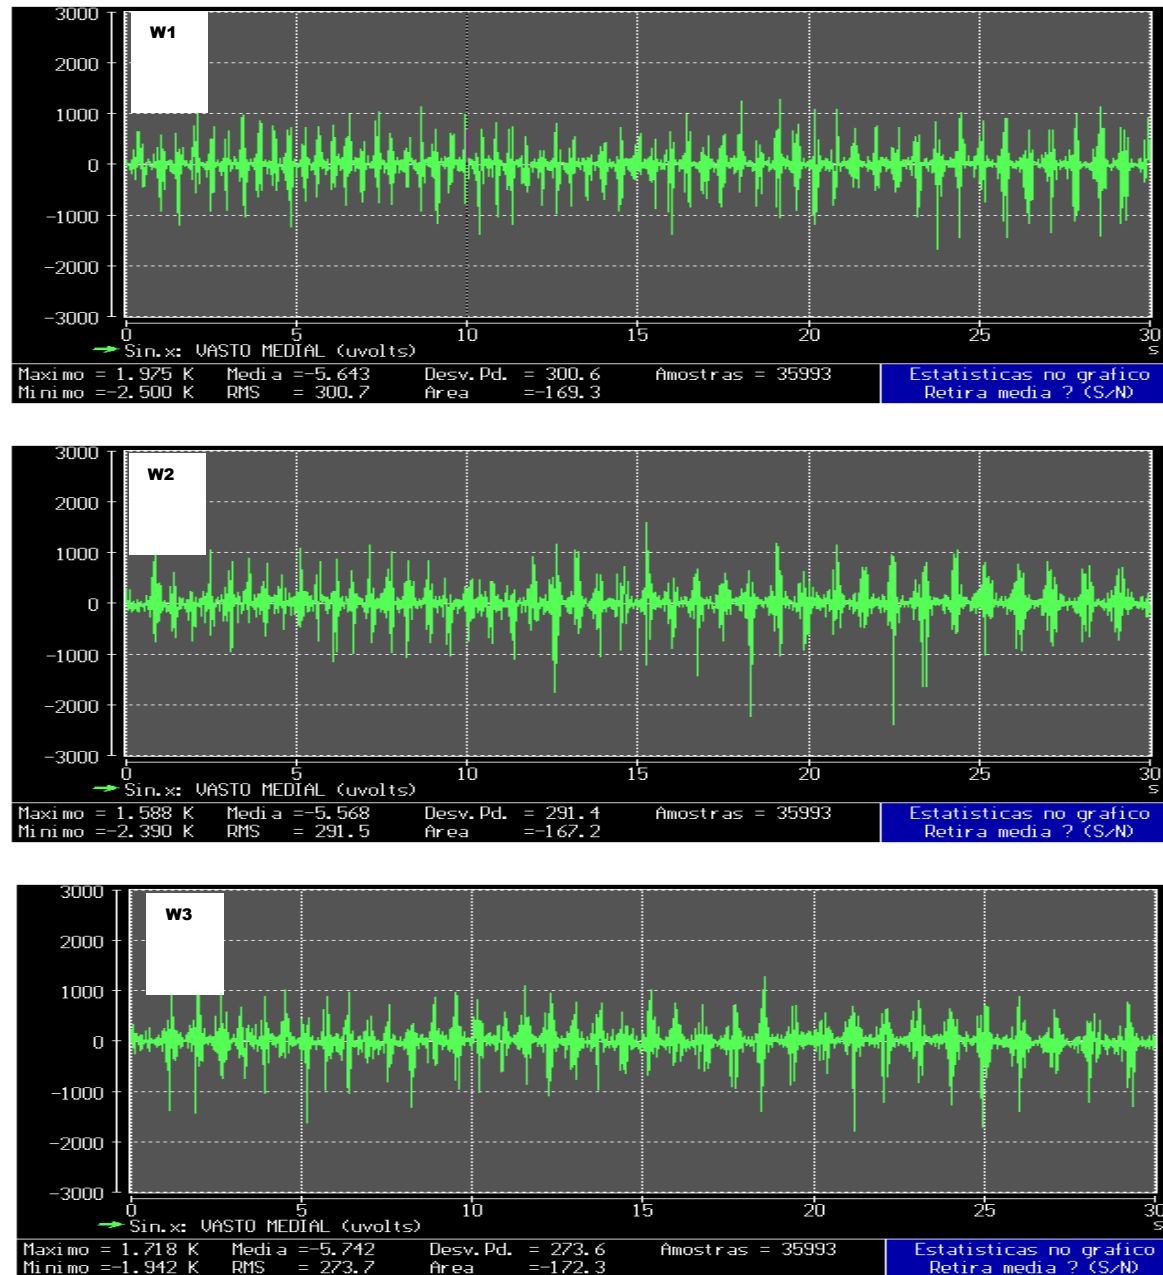 3000
W1
2000
1000
0
-1000
-2000
-3000
0 5 10 15 20 25 30
Sin.x: VASTO MEDIAL (uvolts) s
Maximo = 1.975 K Media =-5.643 Desv.Pd. = 300.6 Amostras = 35993 Estatisticas no grafico
Minimo =-2.500 K RMS = 300.7 Area =-169.3 Retira media ? (S/N)
3000
W2
2000
1000
0
-1000
-2000
-3000
0 5 10 15 20 25 30
Sin.x: VASTO MEDIAL (uvolts) s
Maximo = 1.588 K Media =-5.568 Desv.Pd. = 291.4 Amostras = 35993 Estatisticas no grafico
Minimo =-2.390 K RMS = 291.5 Area =-167.2 Retira media ? (S/N)
3000
W3
2000
1000
0
-1000
-2000
-3000
0 5 10 15 20 25 30
Sin.x: VASTO MEDIAL (uvolts) s
Maximo = 1.718 K Media =-5.742 Desv.Pd. = 273.6 Amostras = 35993 Estatisticas no grafico
Minimo =-1.942 K RMS = 273.7 Area =-172.3 Retira media ? (S/N)